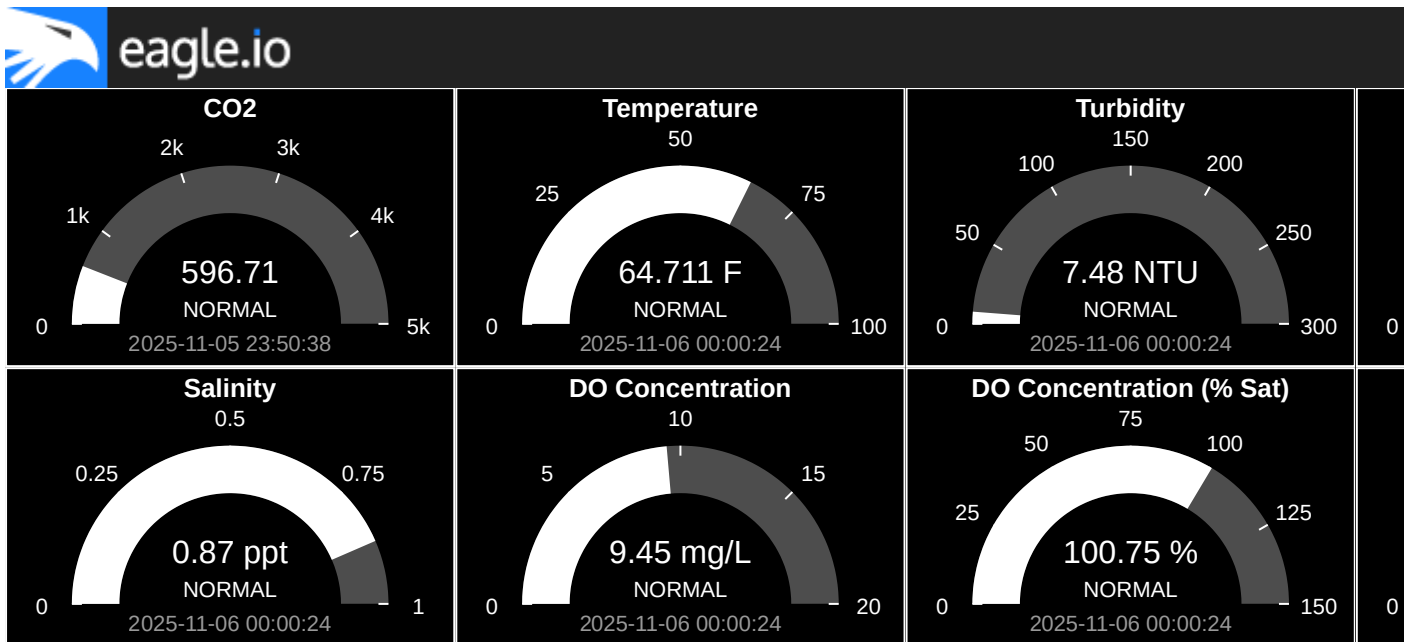 eagle.io
CO2
2k
3k
1k
4k
596.71
NORMAL
0
5k
2025-11-05 23:50:38
Temperature
50
25
75
64.711 F
NORMAL
0
100
2025-11-06 00:00:24
Turbidity
150
100
200
50
250
7.48 NTU
NORMAL
0
300
2025-11-06 00:00:24
0
Salinity
0.5
0.25
0.75
0.87 ppt
NORMAL
0
1
2025-11-06 00:00:24
DO Concentration
10
5
15
9.45 mg/L
NORMAL
0
20
2025-11-06 00:00:24
DO Concentration (% Sat)
75
50
100
25
125
100.75 %
NORMAL
0
150
2025-11-06 00:00:24
0